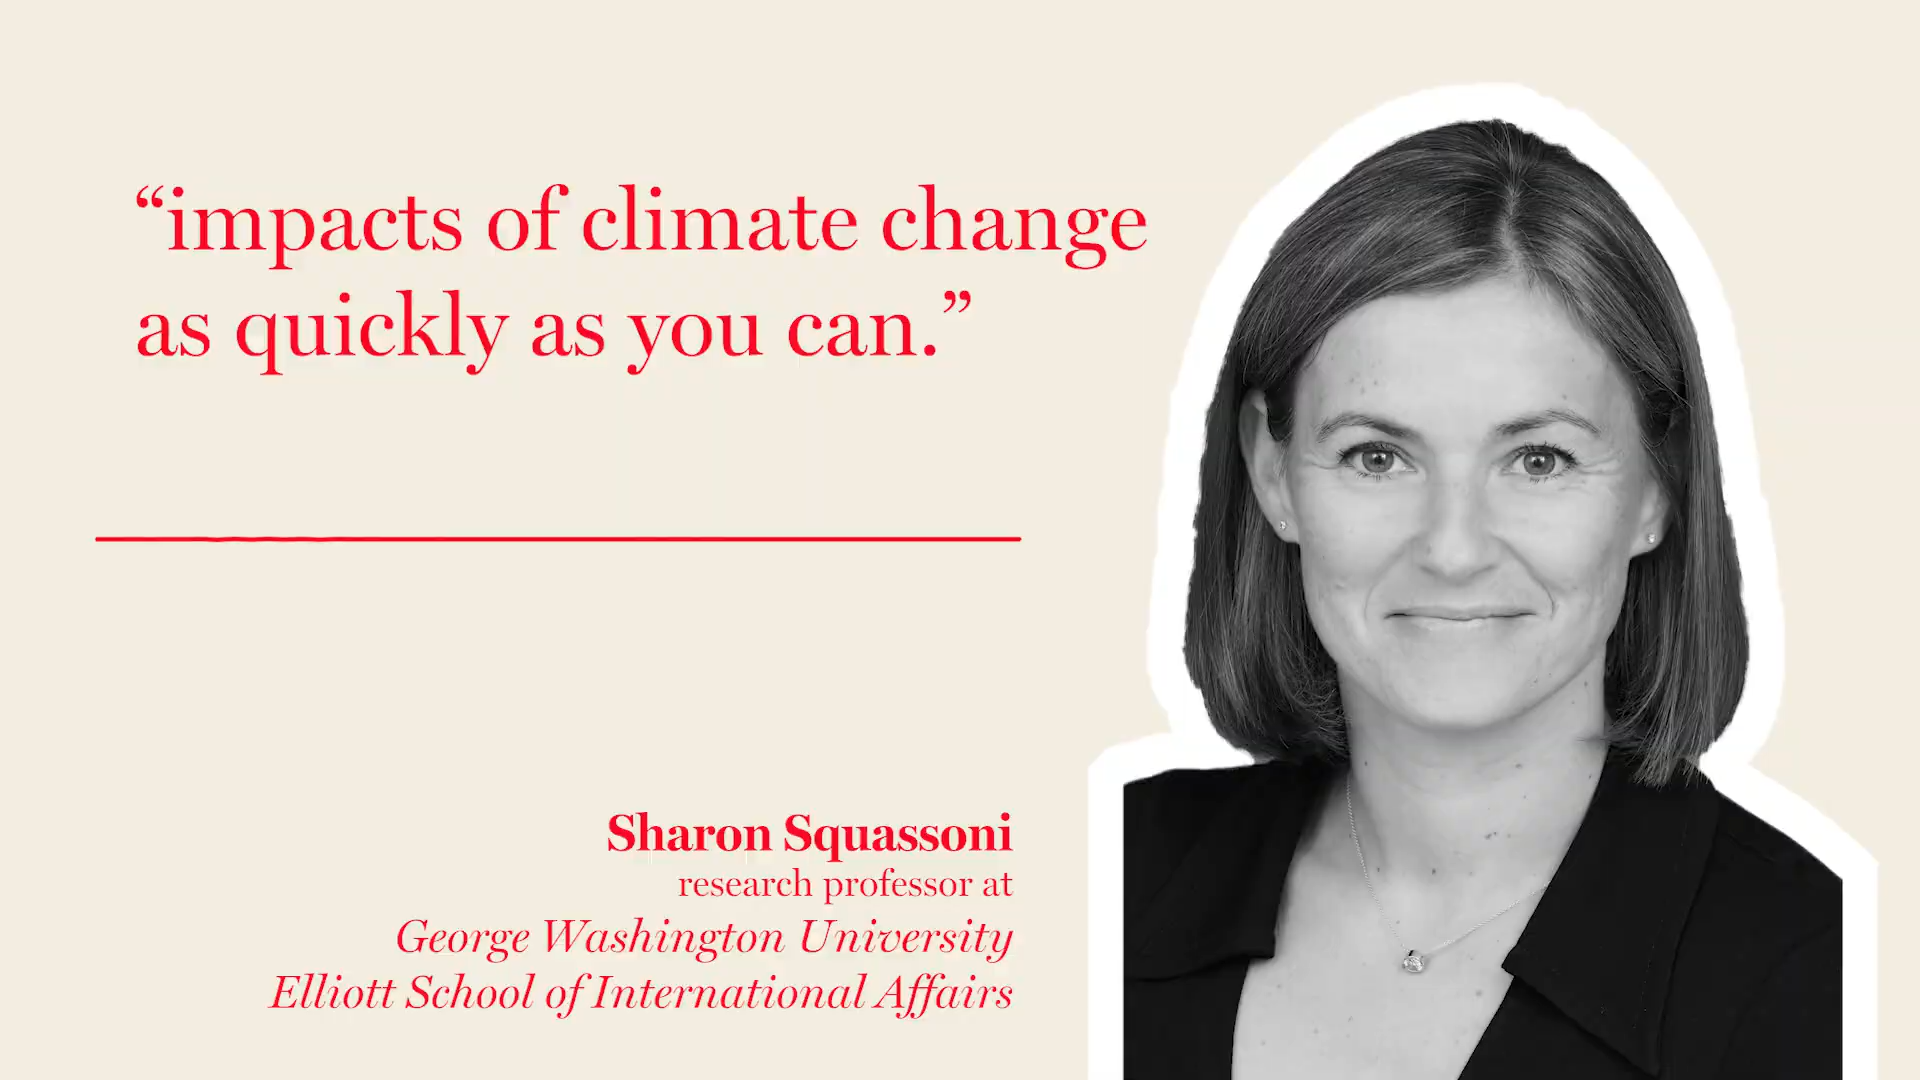 “impacts of climate change
as quickly as you can.”
Sharon Squassoni
research professor at
George Washington University
Elliott School of International Affairs